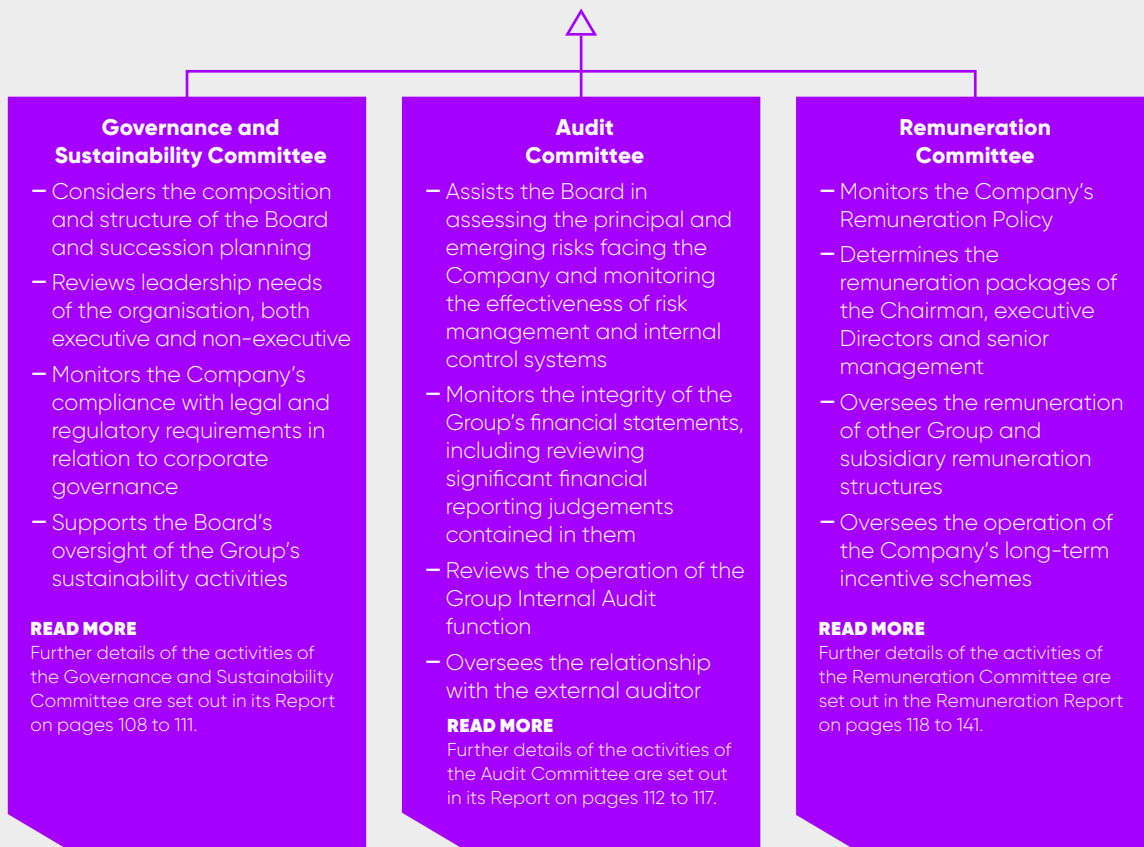 Governance and
Sustainability Committee
— Considers the composition
and structure of the Board
and succession planning
— Reviews leadership needs
of the organisation, both
executive and non-executive
— Monitors the Company’s
compliance with legal and
regulatory requirements in
relation to corporate
governance
— Supports the Board’s
oversight of the Group’s
sustainability activities
READ MORE
Further details of the activities of
the Governance and Sustainability
Committee are set out in its Report
on pages 108 to 111.
Audit
Committee
— Assists the Board in
assessing the principal and
emerging risks facing the
Company and monitoring
the effectiveness of risk
management and internal
control systems
— Monitors the integrity of the
Group’s financial statements,
including reviewing
significant financial
reporting judgements
contained in them
— Reviews the operation of the
Group Internal Audit
function
— Oversees the relationship
with the external auditor
READ MORE
Further details of the activities of
the Audit Committee are set out
in its Report on pages 112 to 117.
Remuneration
Committee
— Monitors the Company’s
Remuneration Policy
— Determines the
remuneration packages of
the Chairman, executive
Directors and senior
management
— Oversees the remuneration
of other Group and
subsidiary remuneration
structures
— Oversees the operation of
the Company’s long-term
incentive schemes
READ MORE
Further details of the activities of
the Remuneration Committee are
set out in the Remuneration Report
on pages 118 to 141.